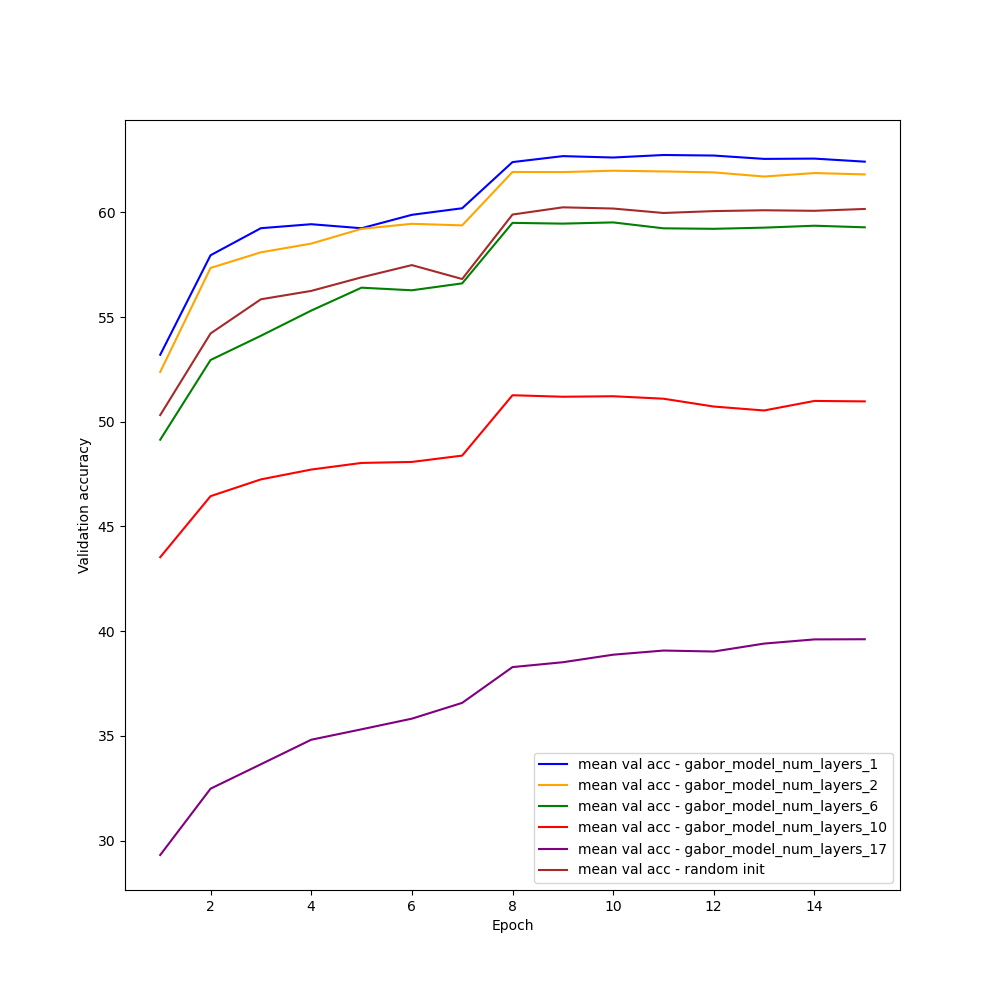 60
55
50
45
40
35
30
Validation accuracy
mean val acc - gabor_model_num_layers_1
mean val acc - gabor_model_num_layers_2
mean val acc - gabor_model_num_layers_6
mean val acc - gabor_model_num_layers_10
mean val acc - gabor_model_num_layers_17
mean val acc - random init
2 4 6 8 10 12 14
Epoch